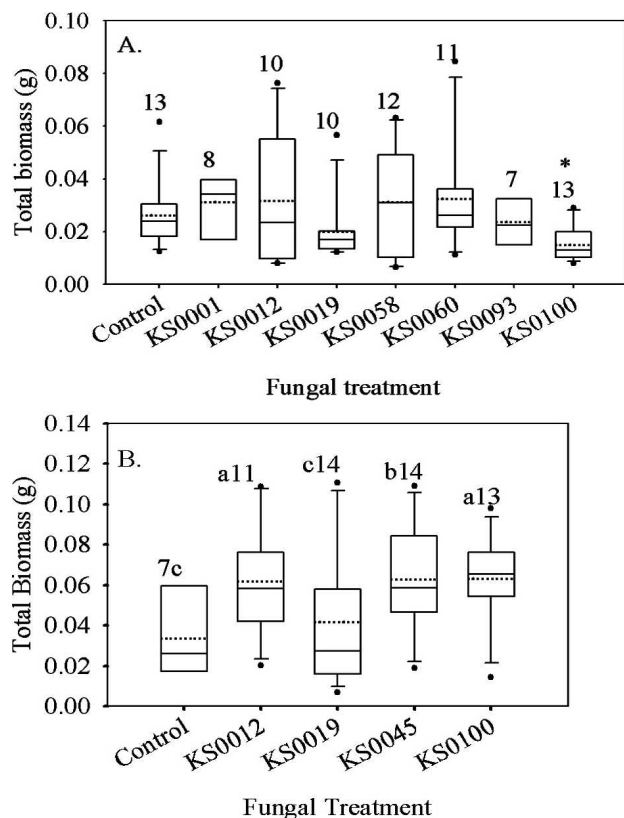 A.
Total biomass (g)
0.10
0.08
0.06
0.04
0.02
0.00
13
8
10
10
12
11
7
*
13
Control
KS0001
KS0012
KS0019
KS0058
KS0060
KS0093
KS0100
Fungal treatment
B.
Total Biomass (g)
0.14
0.12
0.10
0.08
0.06
0.04
0.02
0.00
7c
a11
c14
b14
a13
Control
KS0012
KS0019
KS0045
KS0100
Fungal Treatment